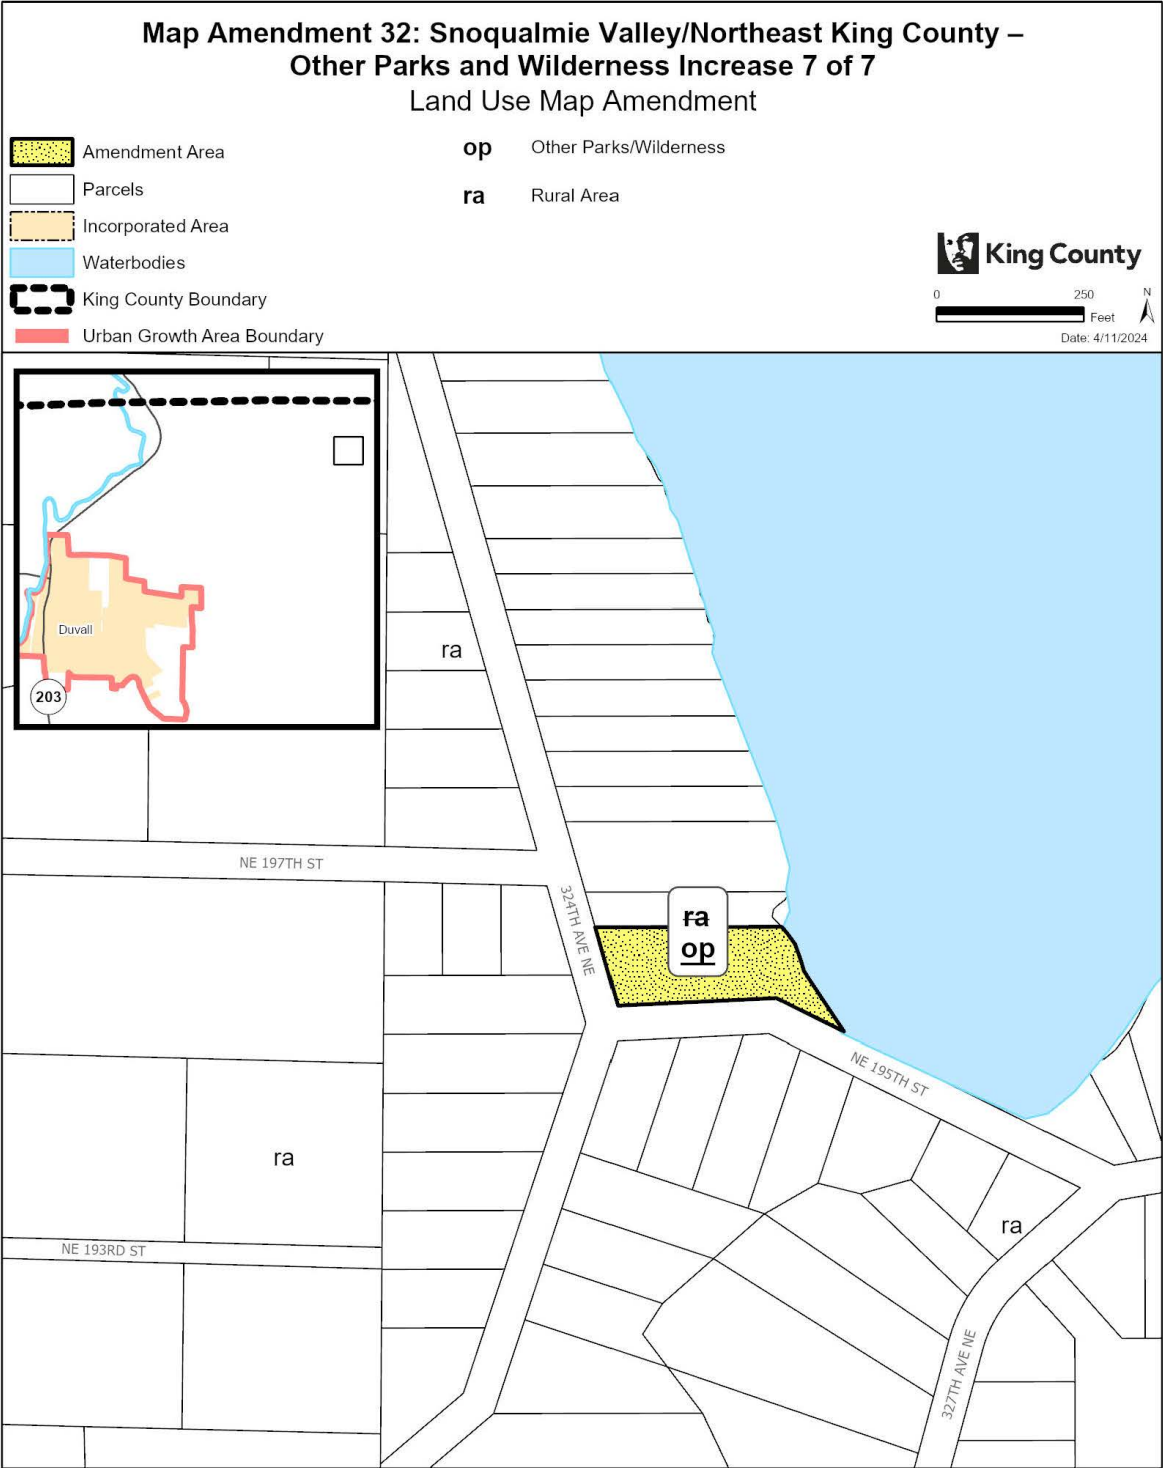 Map Amendment 32: Snoqualmie Valley/Northeast King County –
Other Parks and Wilderness Increase 7 of 7
Land Use Map Amendment
Amendment Area
Parcels
Incorporated Area
Waterbodies
King County Boundary
Urban Growth Area Boundary
op Other Parks/Wilderness
ra Rural Area
King County
0 250 N
Feet
Date: 4/11/2024
Duvall
203
ra
NE 197TH ST
324TH AVE NE
ra
op
NE 195TH ST
ra
ra
NE 193RD ST
327TH AVE NE